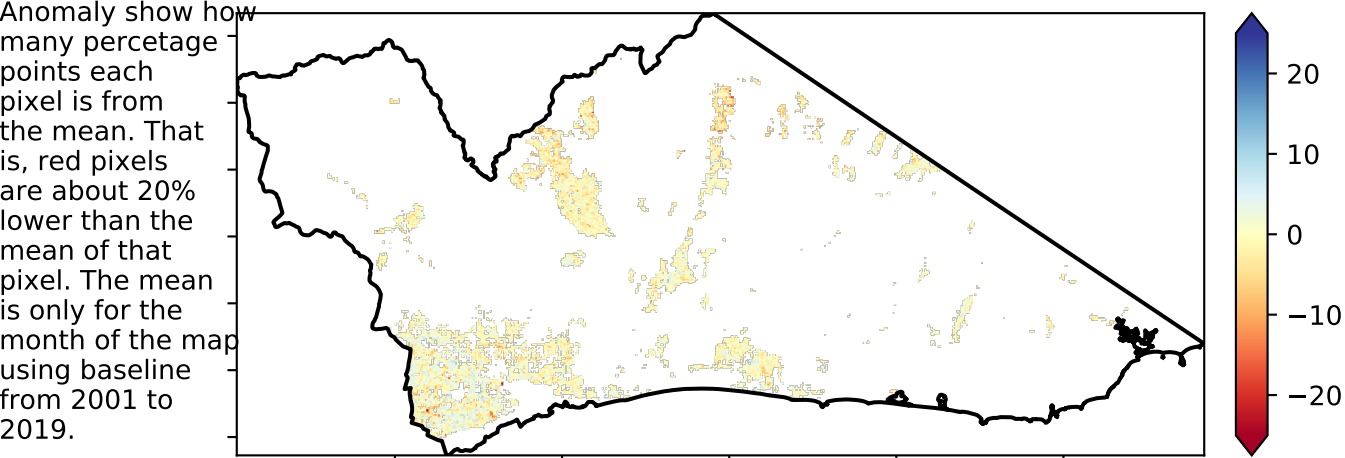 Anomaly show how
many percetage
points each
pixel is from
the mean. That
is, red pixels
are about 20%
lower than the
mean of that
pixel. The mean
is only for the
month of the map
using baseline
from 2001 to
2019.
20
10
0
−10
−20